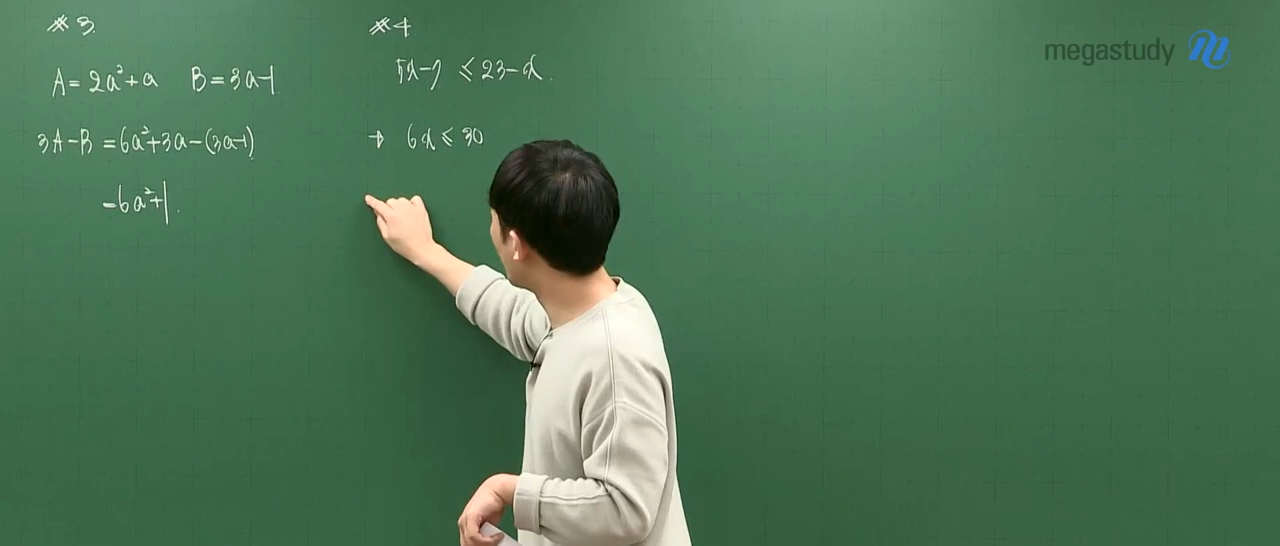 #3
A=2a²+a B=3a-1
3A-B=6a²+3a-(3a-1)
=6a²+1.
#4
5x-7≤23-x.
→ 6x≤30
megastudy